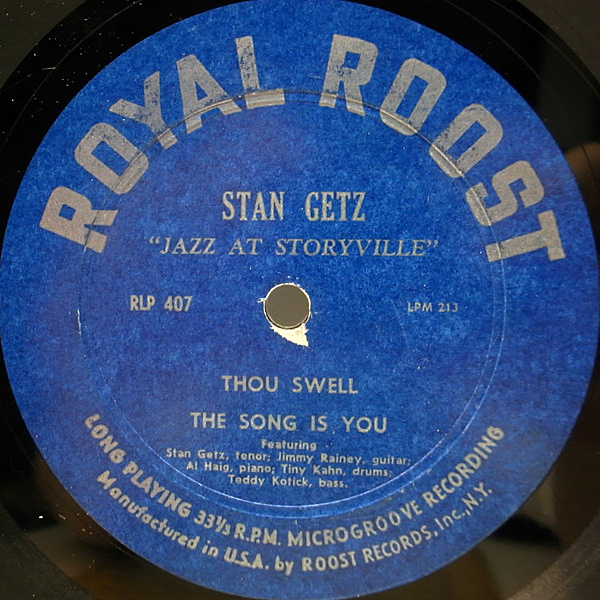 ROYAL ROOST
STAN GETZ
"JAZZ AT STORYVILLE"
RLP 407
LPM 213
THOU SWELL
THE SONG IS YOU
Featuring
Stan Getz, tenor; Jimmy Rainey, guitar;
Al Haig, piano; Tiny Kahn, drums;
Teddy Kotick, bass.
LONG PLAYING 33⅓ R.P.M. MICROGROOVE RECORDING
Manufactured in U.S.A. by ROOST RECORDS, Inc., N.Y.